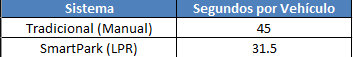 Sistema Segundos por Vehículo
Tradicional (Manual) 45
SmartPark (LPR) 31.5